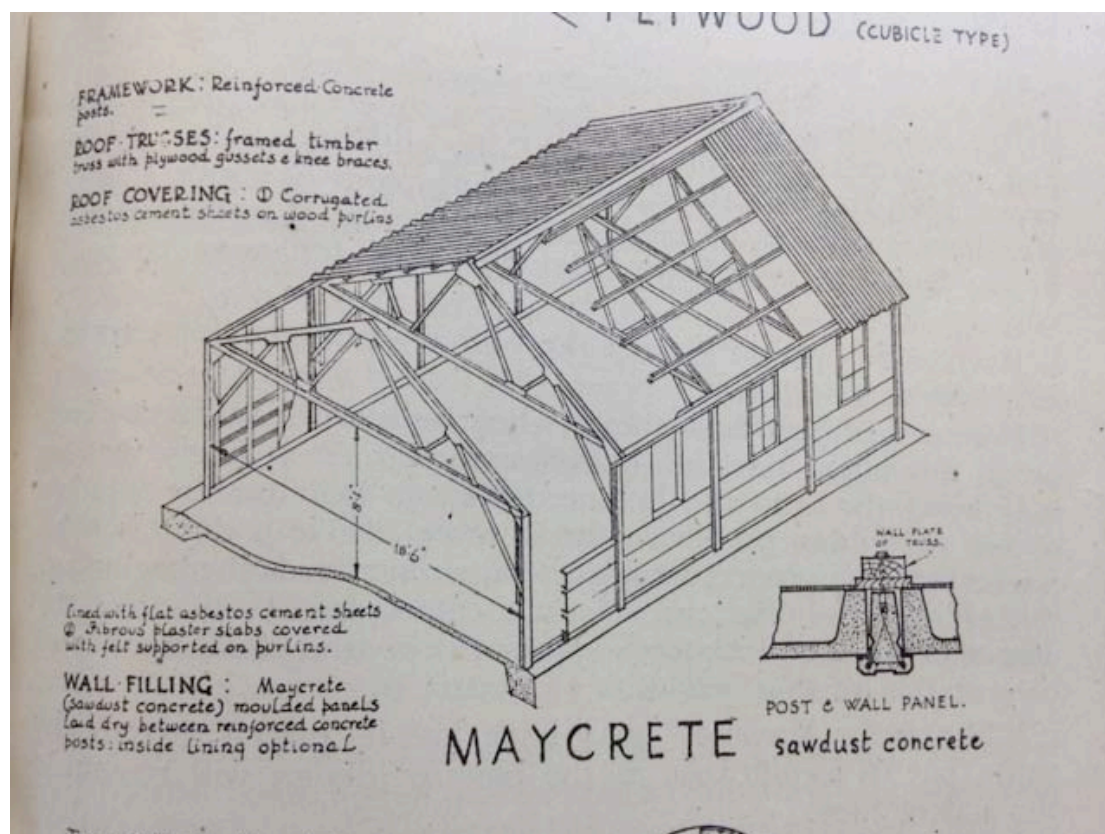 PLYWOOD (CUBICLE TYPE)
FRAMEWORK: Reinforced Concrete
posts.
ROOF TRUSSES: framed timber
truss with plywood gussets & knee braces.
ROOF COVERING: ① Corrugated
asbestos cement sheets on wood purlins
8'-2"
18'6"
WALL PLATE
OF TRUSS.
lined with flat asbestos cement sheets
② Fibrous plaster slabs covered
with felt supported on purlins.
WALL FILLING: Maycrete
(sawdust concrete) moulded panels
laid dry between reinforced concrete
posts: inside lining optional.
POST & WALL PANEL.
MAYCRETE sawdust concrete